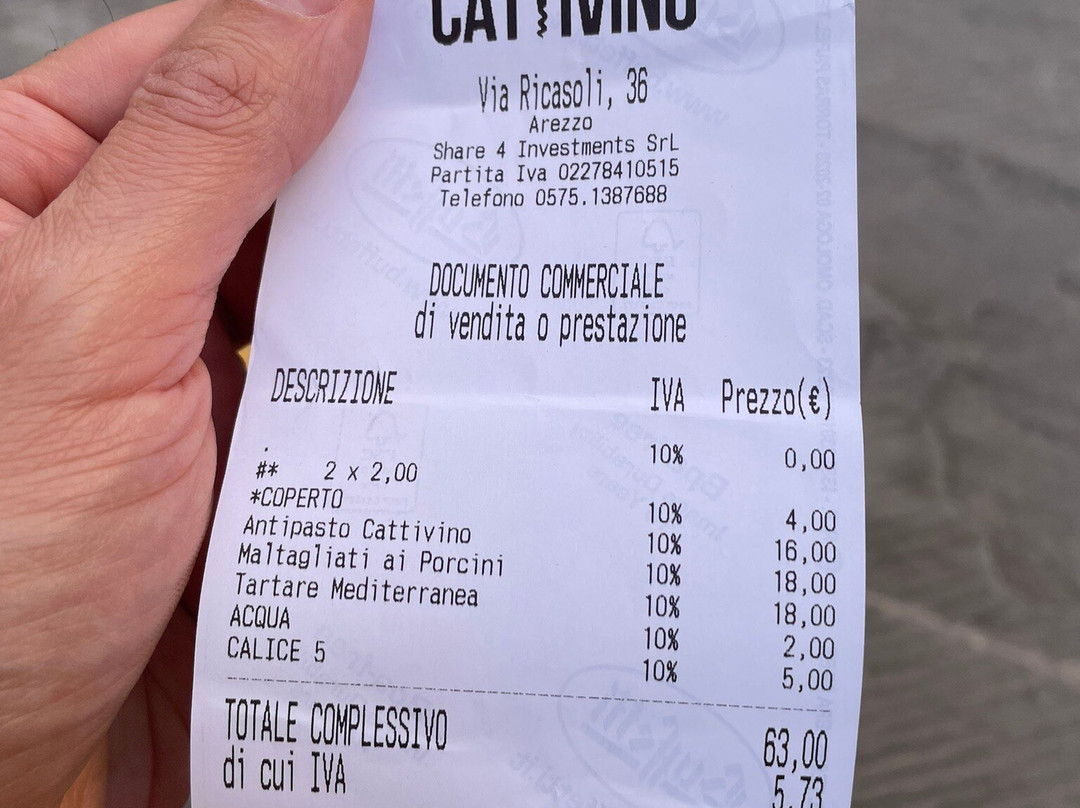 CATTIVINO
Via Ricasoli, 36
Arezzo
Share 4 Investments SrL
Partita Iva 02278410515
Telefono 0575.1387688
DOCUMENTO COMMERCIALE
di vendita o prestazione
DESCRIZIONE IVA Prezzo(€)
. 10% 0,00
#* 2 x 2,00
*COPERTO 10% 4,00
Antipasto Cattivino 10% 16,00
Maltagliati ai Porcini 10% 18,00
Tartare Mediterranea 10% 18,00
ACQUA 10% 2,00
CALICE 5 10% 5,00
TOTALE COMPLESSIVO 63,00
di cui IVA 5,73